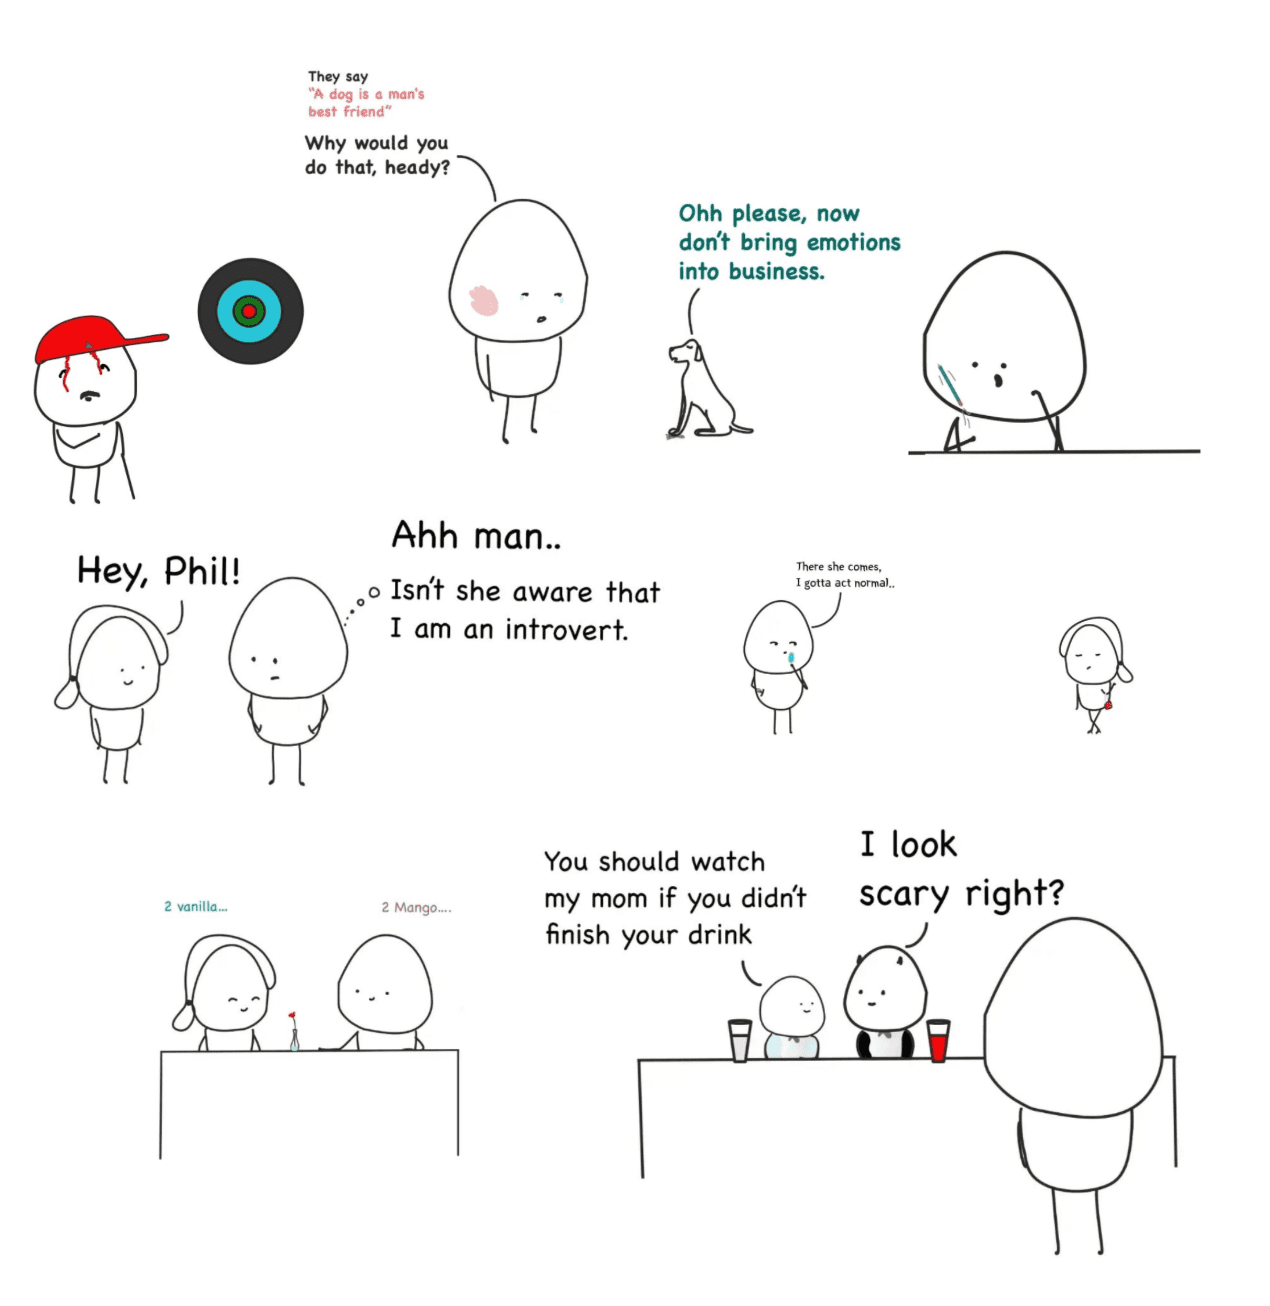 They say
"A dog is a man's
best friend"
Why would you
do that, heady?
Ohh please, now
don't bring emotions
into business.
Hey, Phil!
Ahh man..
Isn't she aware that
I am an introvert.
There she comes,
I gotta act normal..
2 vanilla...
2 Mango....
You should watch
my mom if you didn't
finish your drink
I look
scary right?